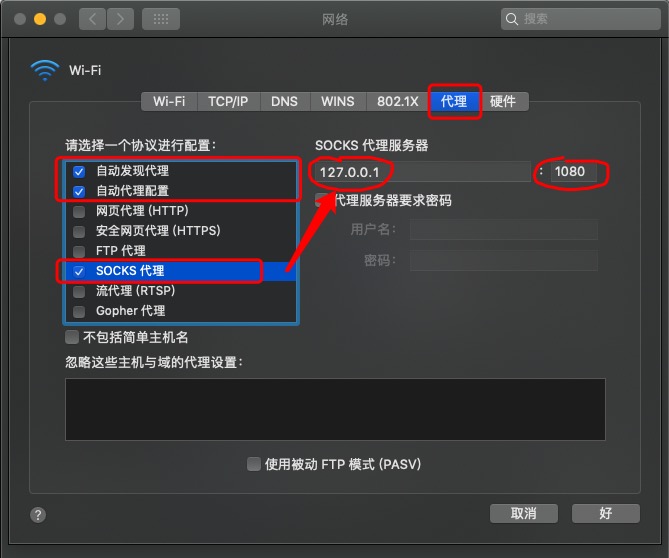 网络
搜索
Wi-Fi
Wi-Fi TCP/IP DNS WINS 802.1X 代理 硬件
请选择一个协议进行配置：
自动发现代理
自动代理配置
网页代理 (HTTP)
安全网页代理 (HTTPS)
FTP 代理
SOCKS 代理
流代理 (RTSP)
Gopher 代理
SOCKS 代理服务器
127.0.0.1 : 1080
代理服务器要求密码
用户名：
密码：
不包括简单主机名
忽略这些主机与域的代理设置：
使用被动 FTP 模式 (PASV)
?
取消
好